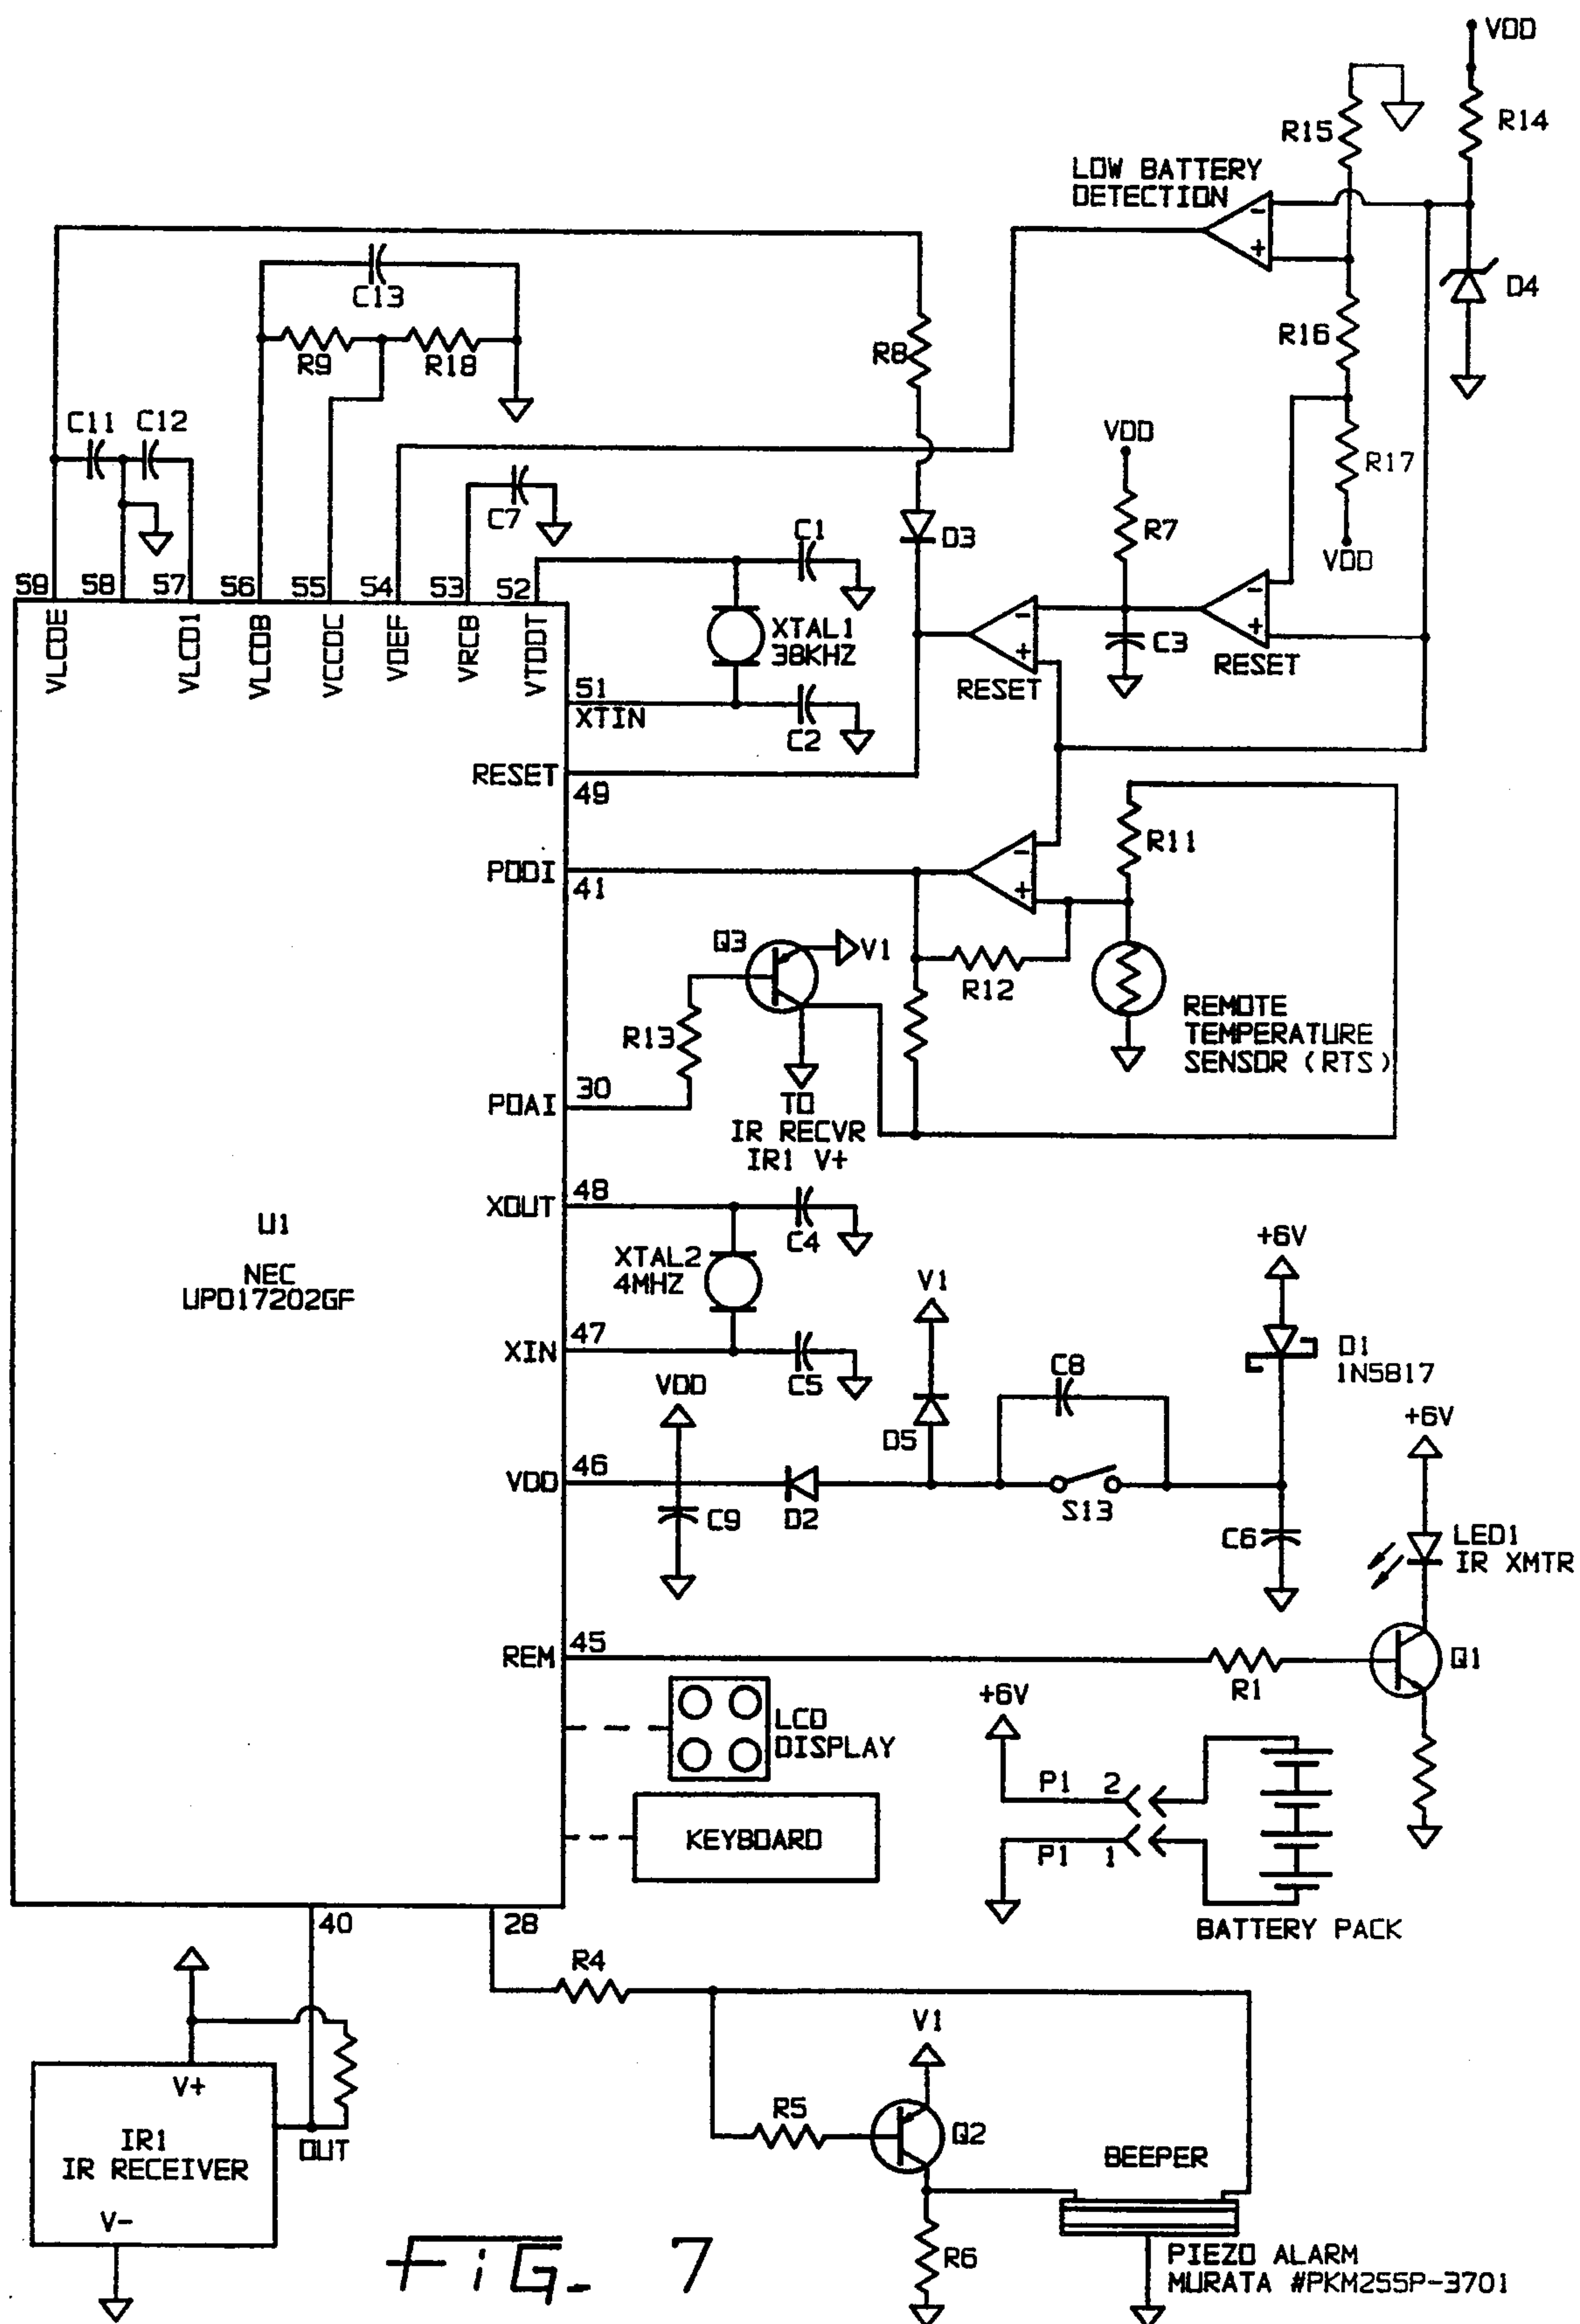 VDD
R15
R14
LOW BATTERY
DETECTION
-
+
D4
C13
R9
R18
R8
R16
C11
C12
VDD
R17
C7
R7
D3
C1
VDD
59
58
57
56
55
54
53
52
VLCDE
VLCD1
VLCDB
VCCDC
VDEF
VRCB
VTDDT
XTAL1
38KHZ
-
+
RESET
C3
-
+
RESET
51
XTIN
C2
RESET
49
R11
PODI
41
-
+
Q3
V1
R12
R13
REMOTE
TEMPERATURE
SENSOR (RTS)
POAI
30
TO
IR RECVR
IR1 V+
XOUT
48
C4
U1
NEC
UPD17202GF
XTAL2
4MHZ
+6V
V1
XIN
47
C5
D1
1N5817
VDD
C8
+6V
D5
VDD
46
C9
D2
S13
C6
LED1
IR XMTR
REM
45
R1
Q1
+6V
LCD
DISPLAY
P1 2
KEYBOARD
P1 1
BATTERY PACK
40
28
R4
V1
V+
R5
Q2
IR1
IR RECEIVER
OUT
BEEPER
V-
R6
PIEZO ALARM
MURATA #PKM255P-3701
FIG. 7